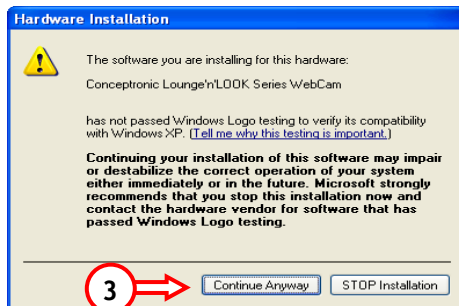 Hardware Installation
The software you are installing for this hardware:
Conceptronic Lounge'n'LOOK Series WebCam
has not passed Windows Logo testing to verify its compatibility
with Windows XP. (Tell me why this testing is important.)
Continuing your installation of this software may impair
or destabilize the correct operation of your system
either immediately or in the future. Microsoft strongly
recommends that you stop this installation now and
contact the hardware vendor for software that has
passed Windows Logo testing.
3 Continue Anyway STOP Installation